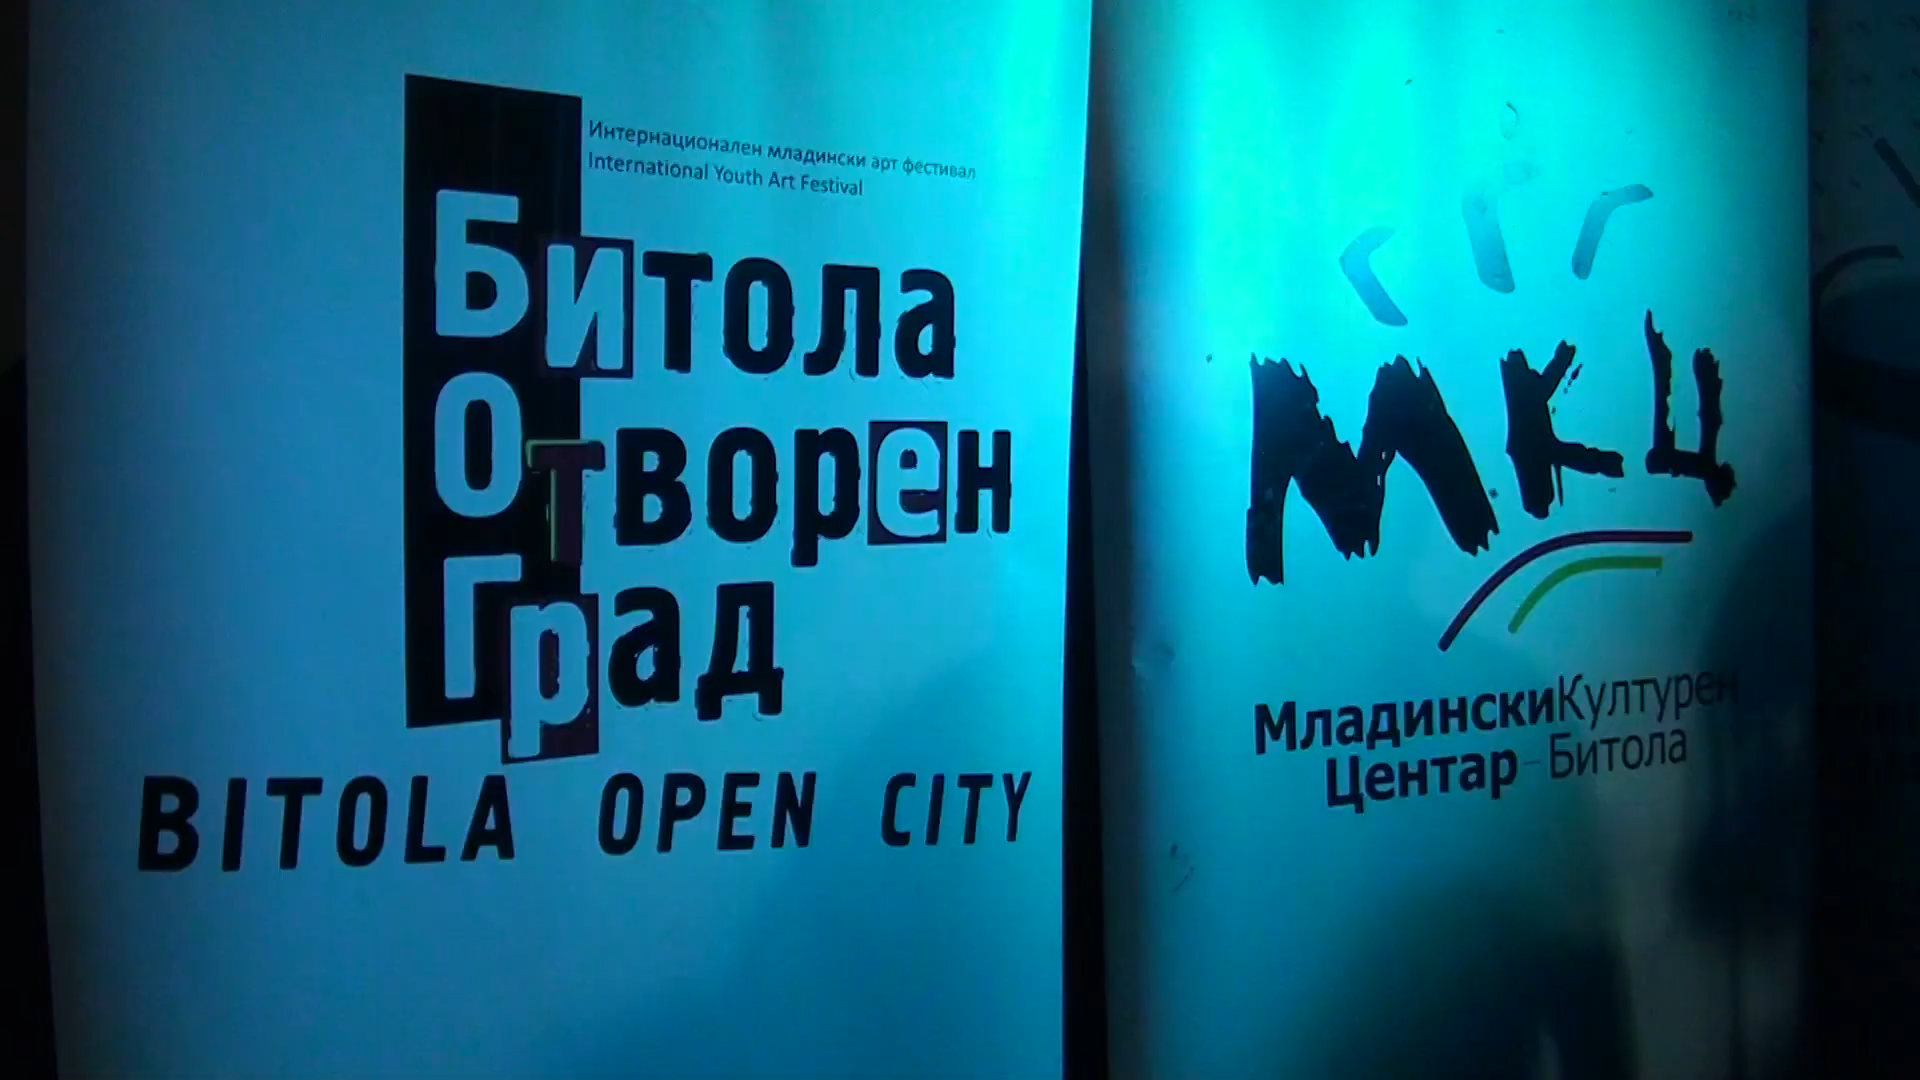 Интернационален младински арт фестивал
International Youth Art Festival
Битола
Отворен
Град
BITOLA OPEN CITY
МКЦ
МладинскиКултурен
Центар-Битола